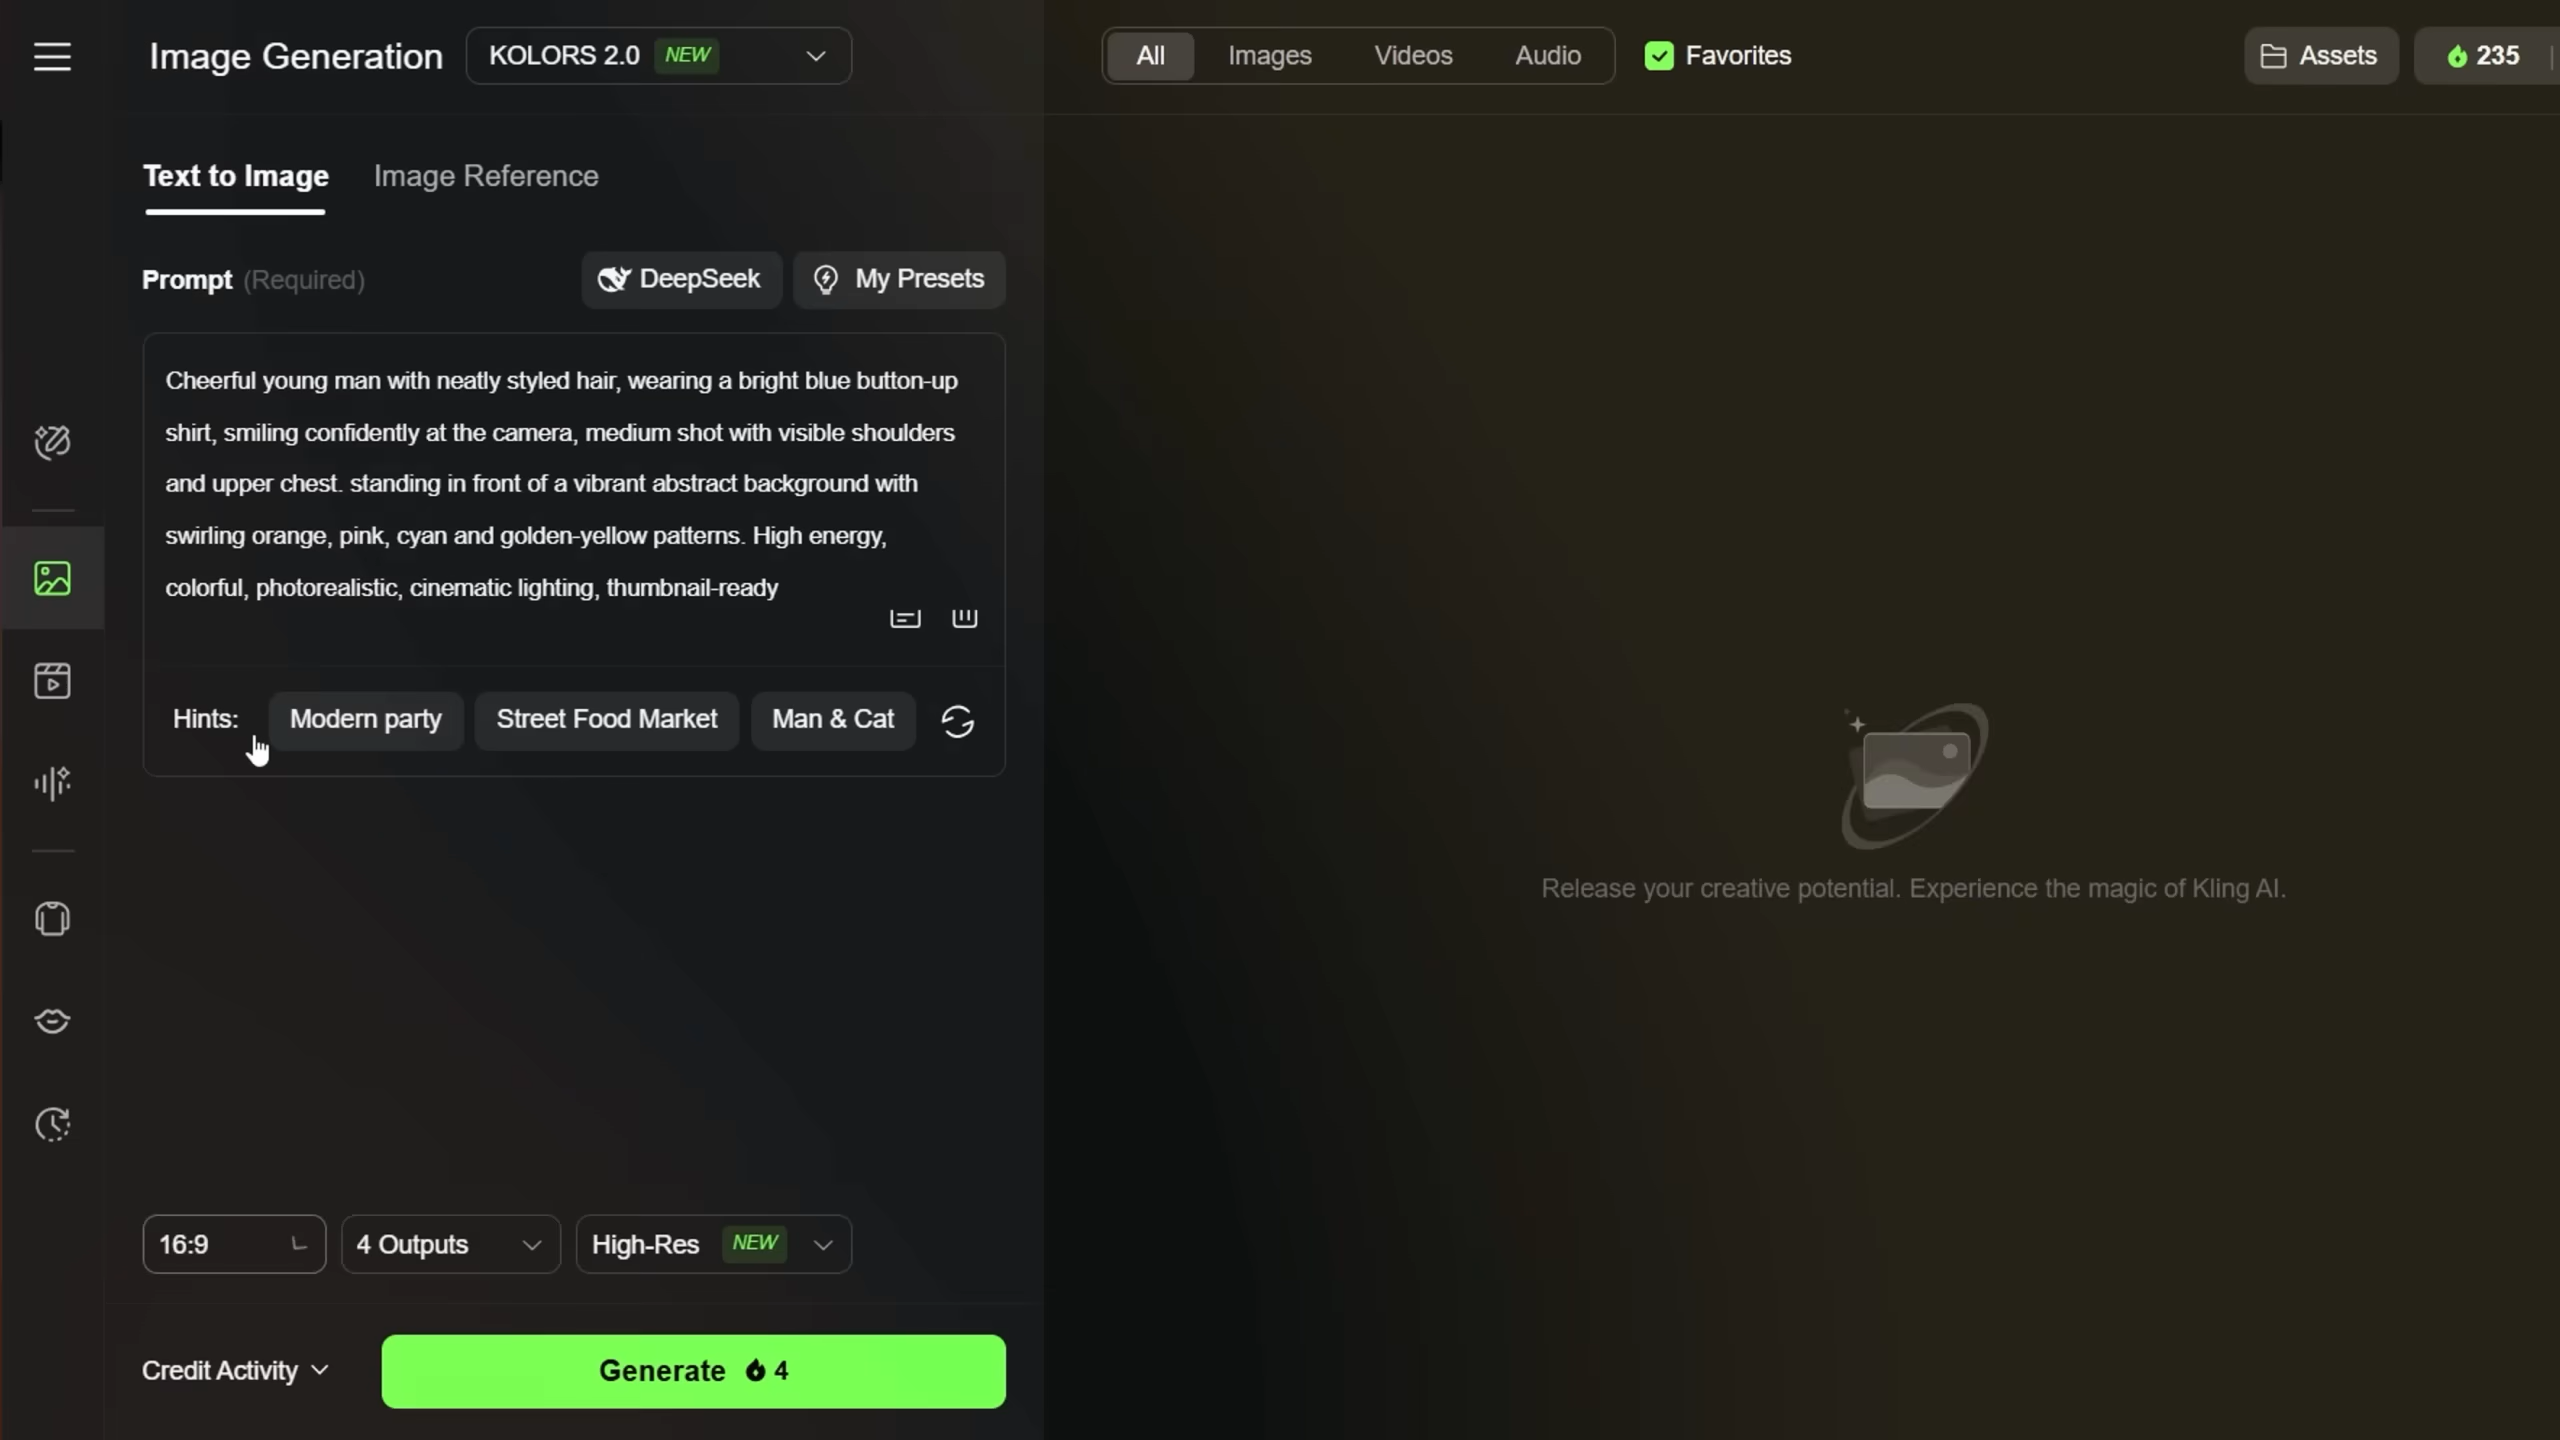 Image Generation
KOLORS 2.0 NEW
All Images Videos Audio
Favorites
Assets
235
Text to Image Image Reference
Prompt (Required)
DeepSeek
My Presets
Cheerful young man with neatly styled hair, wearing a bright blue button-up
shirt, smiling confidently at the camera, medium shot with visible shoulders
and upper chest. standing in front of a vibrant abstract background with
swirling orange, pink, cyan and golden-yellow patterns. High energy,
colorful, photorealistic, cinematic lighting, thumbnail-ready
Hints: Modern party Street Food Market Man & Cat
Release your creative potential. Experience the magic of Kling AI.
16:9
4 Outputs
High-Res NEW
Credit Activity
Generate 4